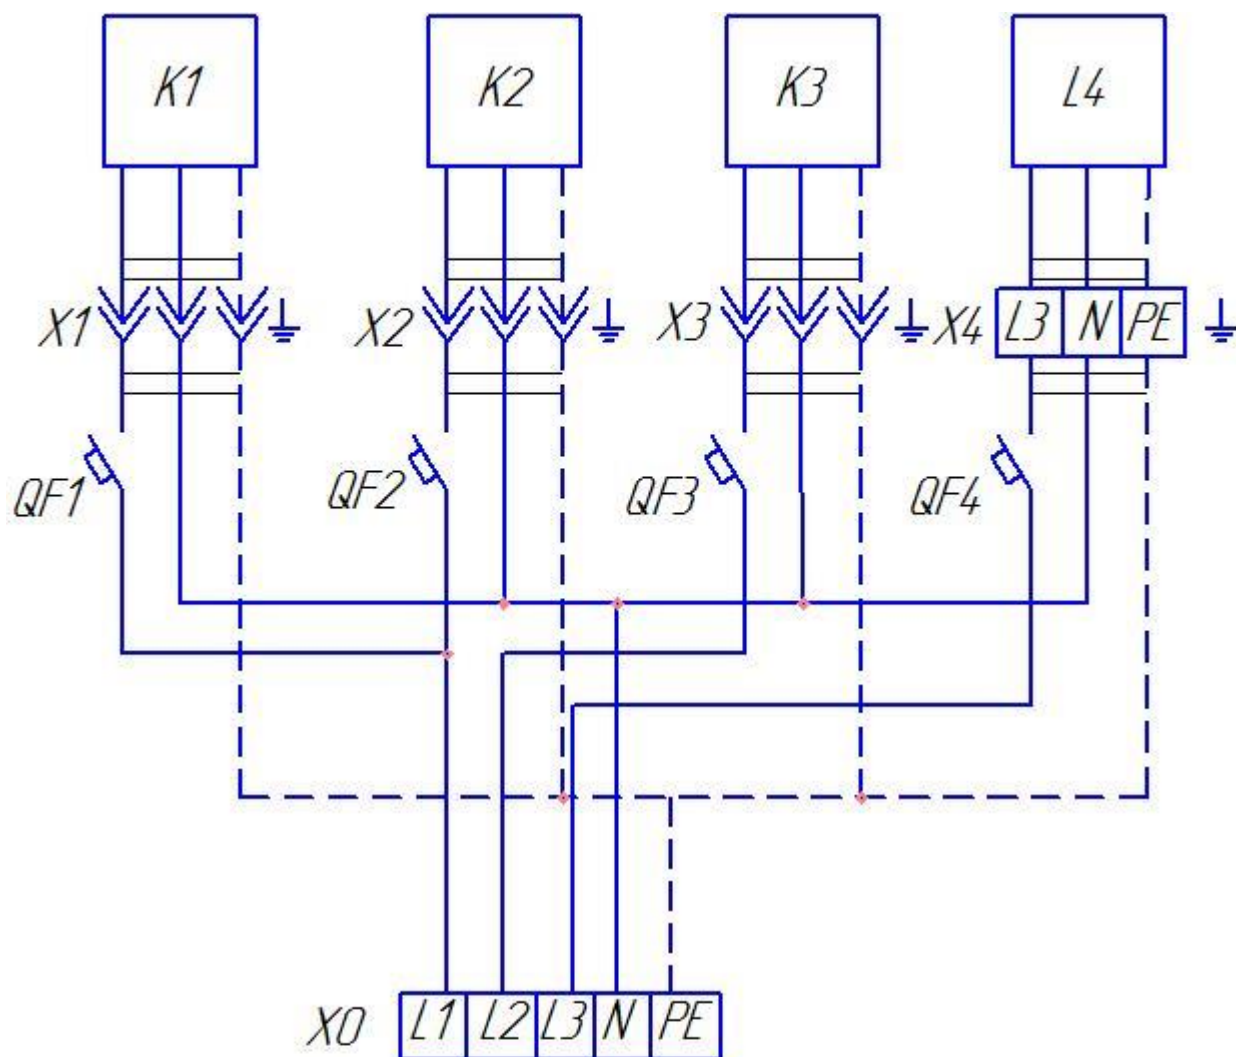 K1 K2 K3 L4
X1 X2 X3 X4 L3 N PE
QF1 QF2 QF3 QF4
X0 L1 L2 L3 N PE